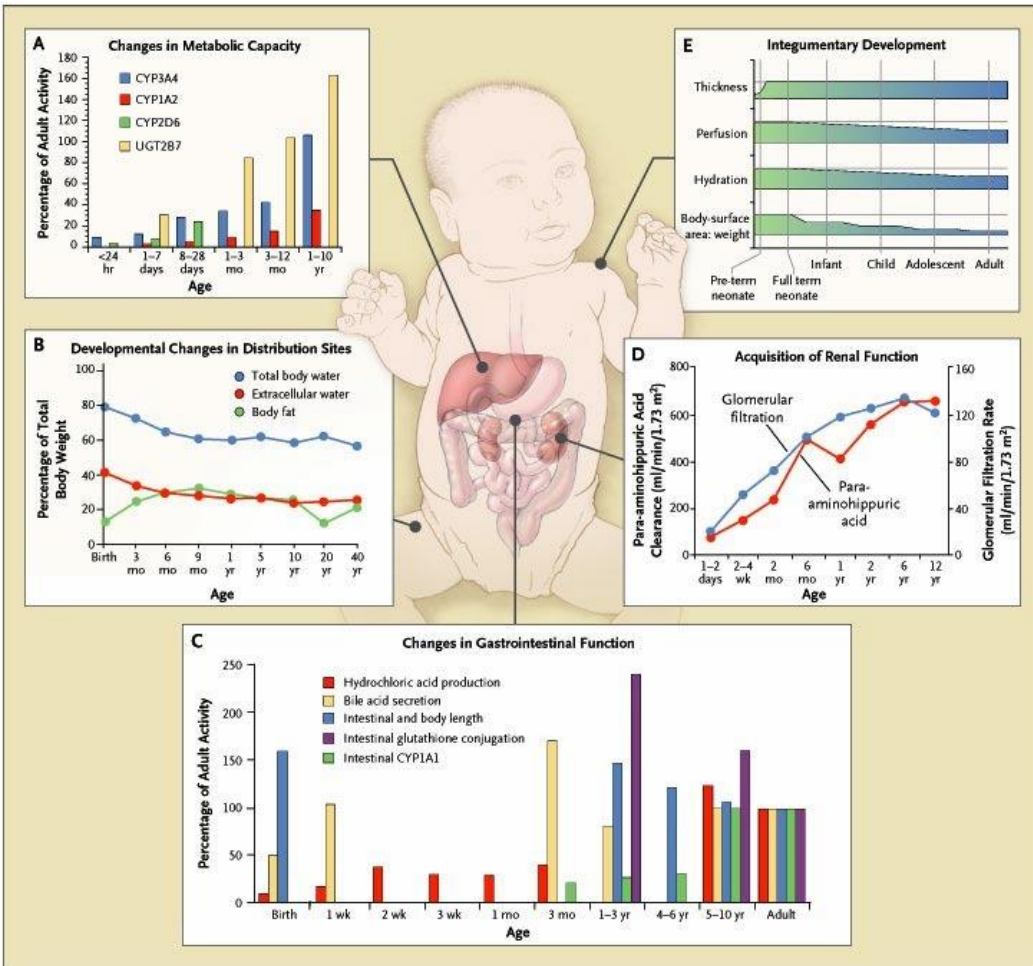 A
Changes in Metabolic Capacity
Percentage of Adult Activity
180
160
140
120
100
80
60
40
20
0
CYP3A4
CYP1A2
CYP2D6
UGT2B7
<24 hr
1–7 days
8–28 days
1–3 mo
3–12 mo
1–10 yr
Age
E
Integumentary Development
Thickness
Perfusion
Hydration
Body-surface
area: weight
Infant
Child
Adolescent
Adult
Pre-term
neonate
Full term
neonate
B
Developmental Changes in Distribution Sites
Percentage of Total
Body Weight
100
80
60
40
20
0
Total body water
Extracellular water
Body fat
Birth
3 mo
6 mo
9 mo
1 yr
5 yr
10 yr
20 yr
40 yr
Age
D
Acquisition of Renal Function
Para-aminohippuric Acid
Clearance (ml/min/1.73 m²)
800
600
400
200
0
Glomerular
filtration
Para-
aminohippuric
acid
160
120
80
40
0
Glomerular Filtration Rate
(ml/min/1.73 m²)
1–2 days
2–4 wk
2 mo
6 mo
1 yr
2 yr
6 yr
12 yr
Age
C
Changes in Gastrointestinal Function
Percentage of Adult Activity
250
200
150
100
50
0
Hydrochloric acid production
Bile acid secretion
Intestinal and body length
Intestinal glutathione conjugation
Intestinal CYP1A1
Birth
1 wk
2 wk
3 wk
1 mo
3 mo
1–3 yr
4–6 yr
5–10 yr
Adult
Age